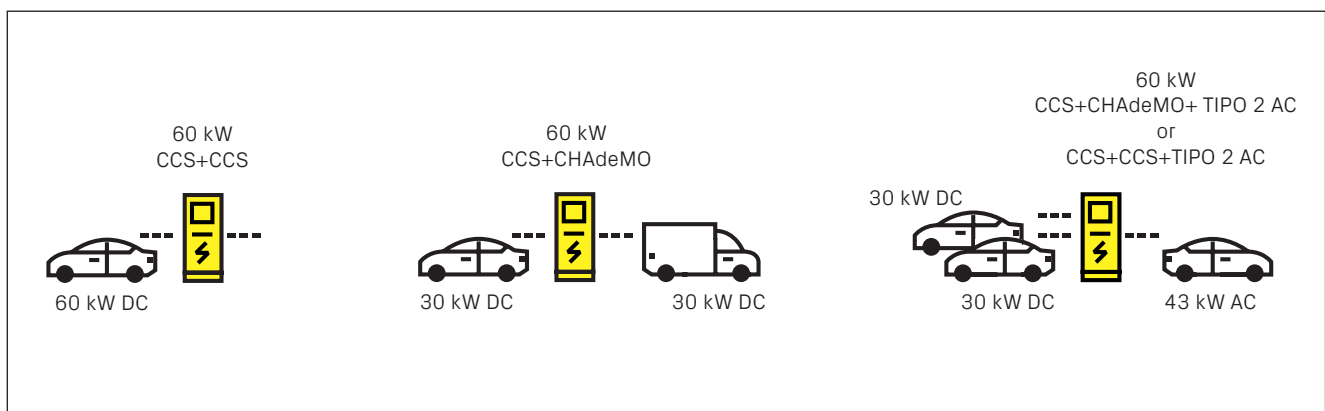 60 kW
CCS+CCS
60 kW DC
60 kW
CCS+CHAdeMO
30 kW DC
30 kW DC
60 kW
CCS+CHAdeMO+ TIPO 2 AC
or
CCS+CCS+TIPO 2 AC
30 kW DC
30 kW DC
43 kW AC